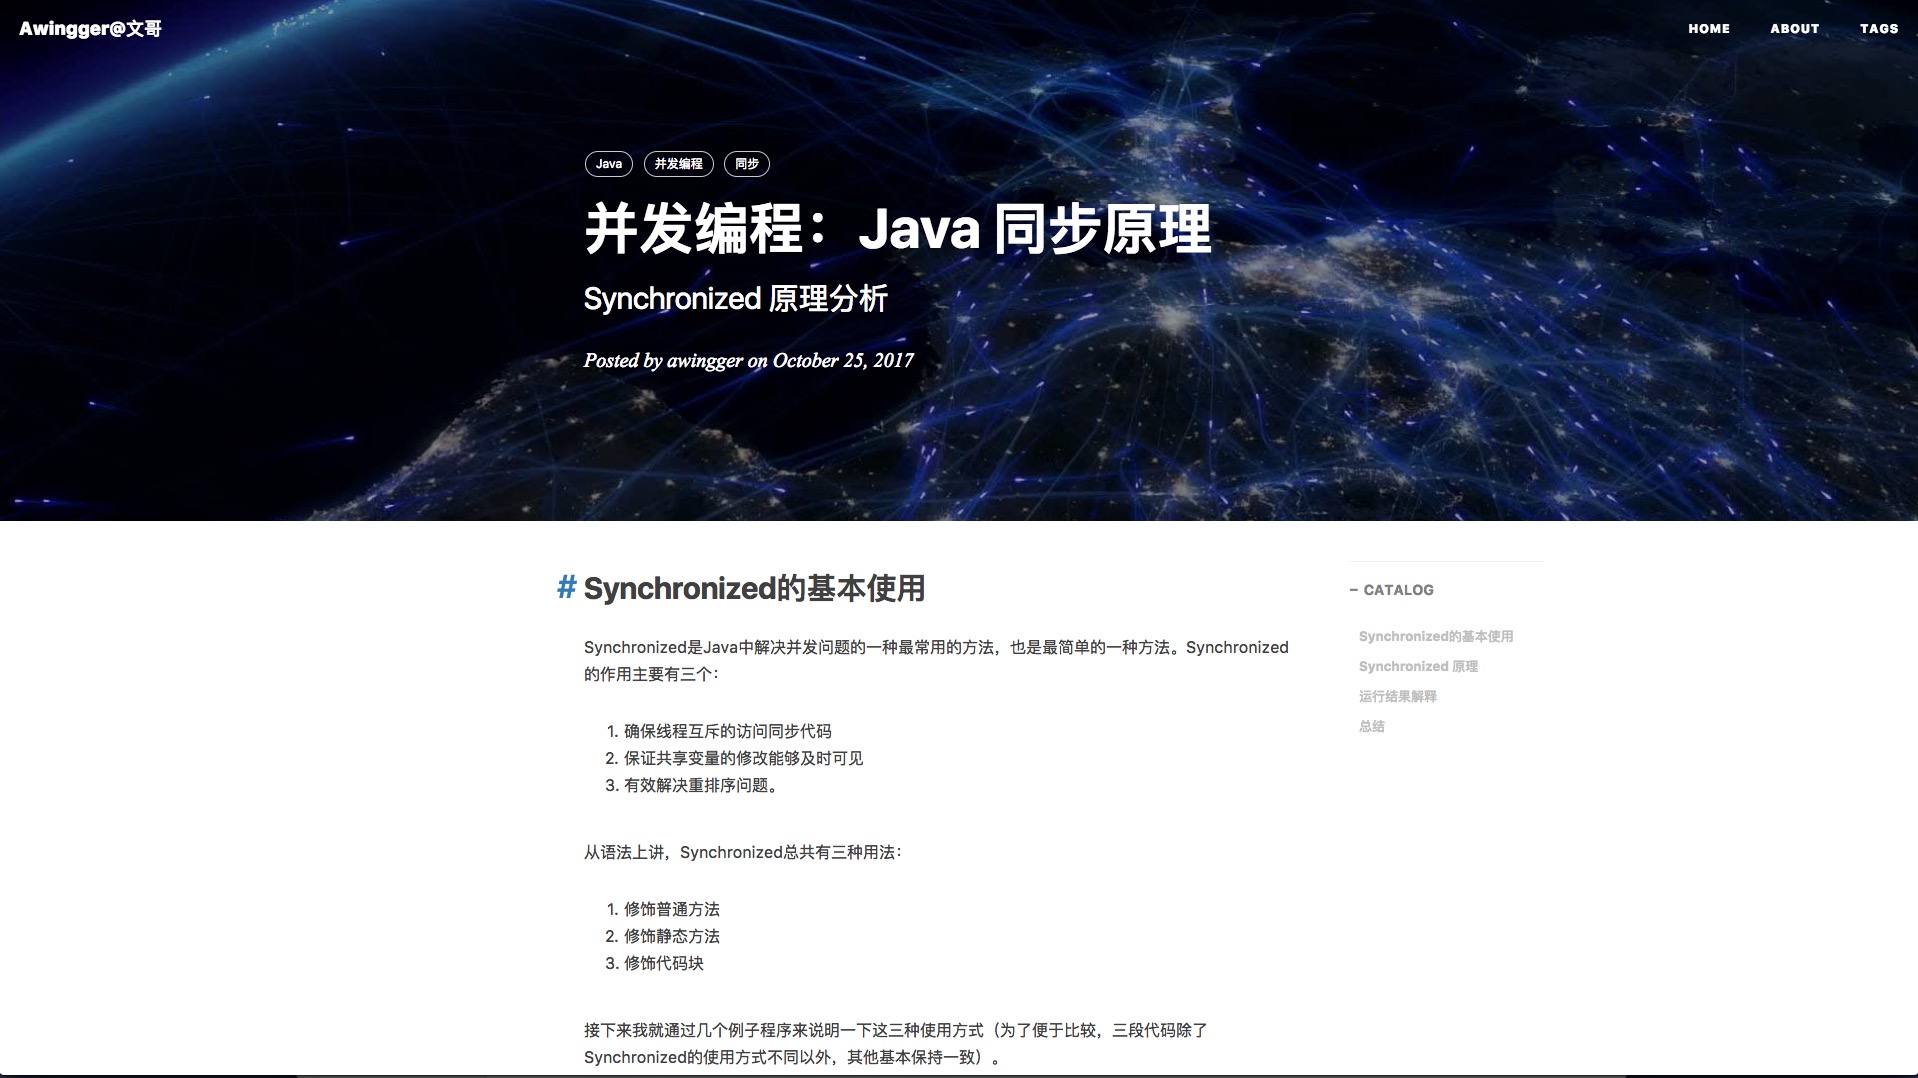 Awingger@文哥
HOME
ABOUT
TAGS
Java
并发编程
同步
并发编程：Java 同步原理
Synchronized 原理分析
Posted by awingger on October 25, 2017
# Synchronized的基本使用
Synchronized是Java中解决并发问题的一种最常用的方法，也是最简单的一种方法。Synchronized
的作用主要有三个：
1. 确保线程互斥的访问同步代码
2. 保证共享变量的修改能够及时可见
3. 有效解决重排序问题。
从语法上讲，Synchronized总共有三种用法：
1. 修饰普通方法
2. 修饰静态方法
3. 修饰代码块
接下来我就通过几个例子程序来说明一下这三种使用方式（为了便于比较，三段代码除了
Synchronized的使用方式不同以外，其他基本保持一致）。
− CATALOG
Synchronized的基本使用
Synchronized 原理
运行结果解释
总结